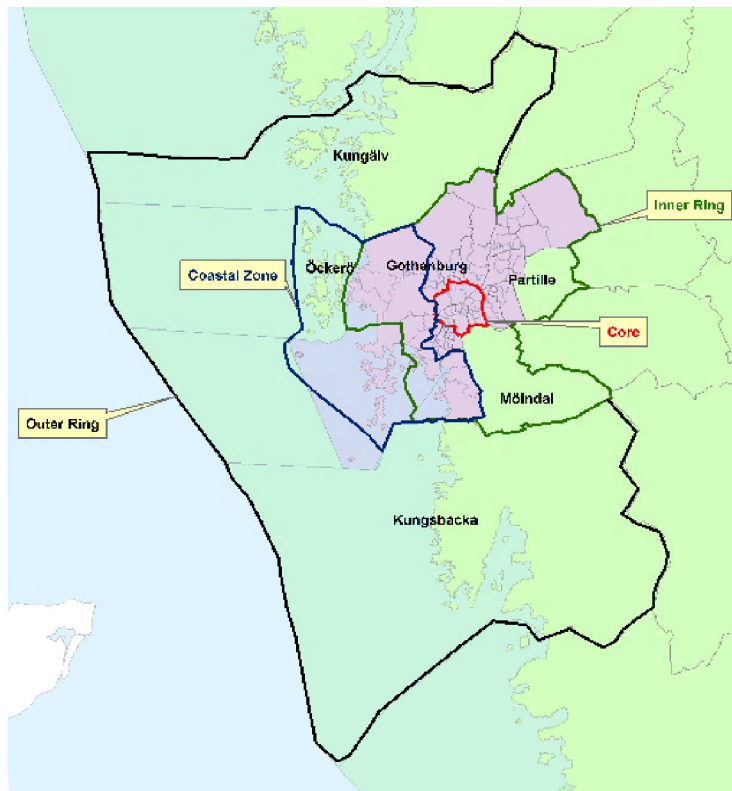 Kungälv
Inner Ring
Coastal Zone
Öckerö
Gothenburg
Partille
Core
Mölndal
Outer Ring
Kungsbacka